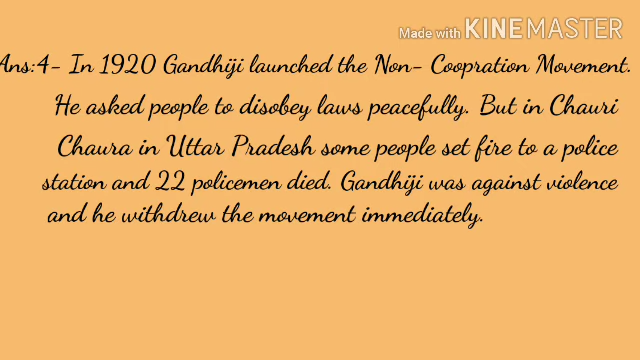 Made with KINEMASTER
Ans:4- In 1920 Gandhiji launched the Non- Coopration Movement.
He asked people to disobey laws peacefully. But in Chauri
Chaura in Uttar Pradesh some people set fire to a police
station and 22 policemen died. Gandhiji was against violence
and he withdrew the movement immediately.